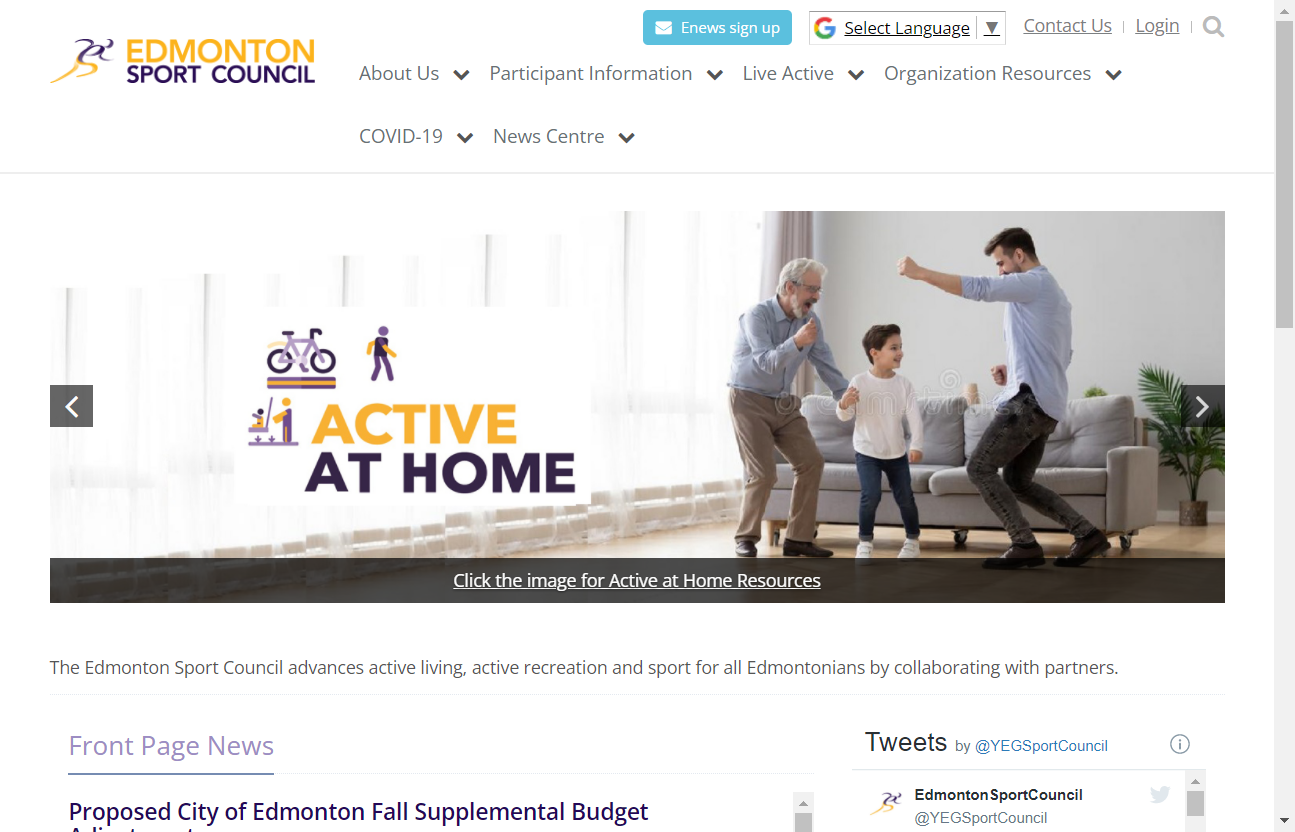 Enews sign up
Select Language ▼
Contact Us
Login
EDMONTON
SPORT COUNCIL
About Us
Participant Information
Live Active
Organization Resources
COVID-19
News Centre
ACTIVE
AT HOME
Click the image for Active at Home Resources
The Edmonton Sport Council advances active living, active recreation and sport for all Edmontonians by collaborating with partners.
Front Page News
Tweets by @YEGSportCouncil
Proposed City of Edmonton Fall Supplemental Budget
EdmontonSportCouncil
@YEGSportCouncil